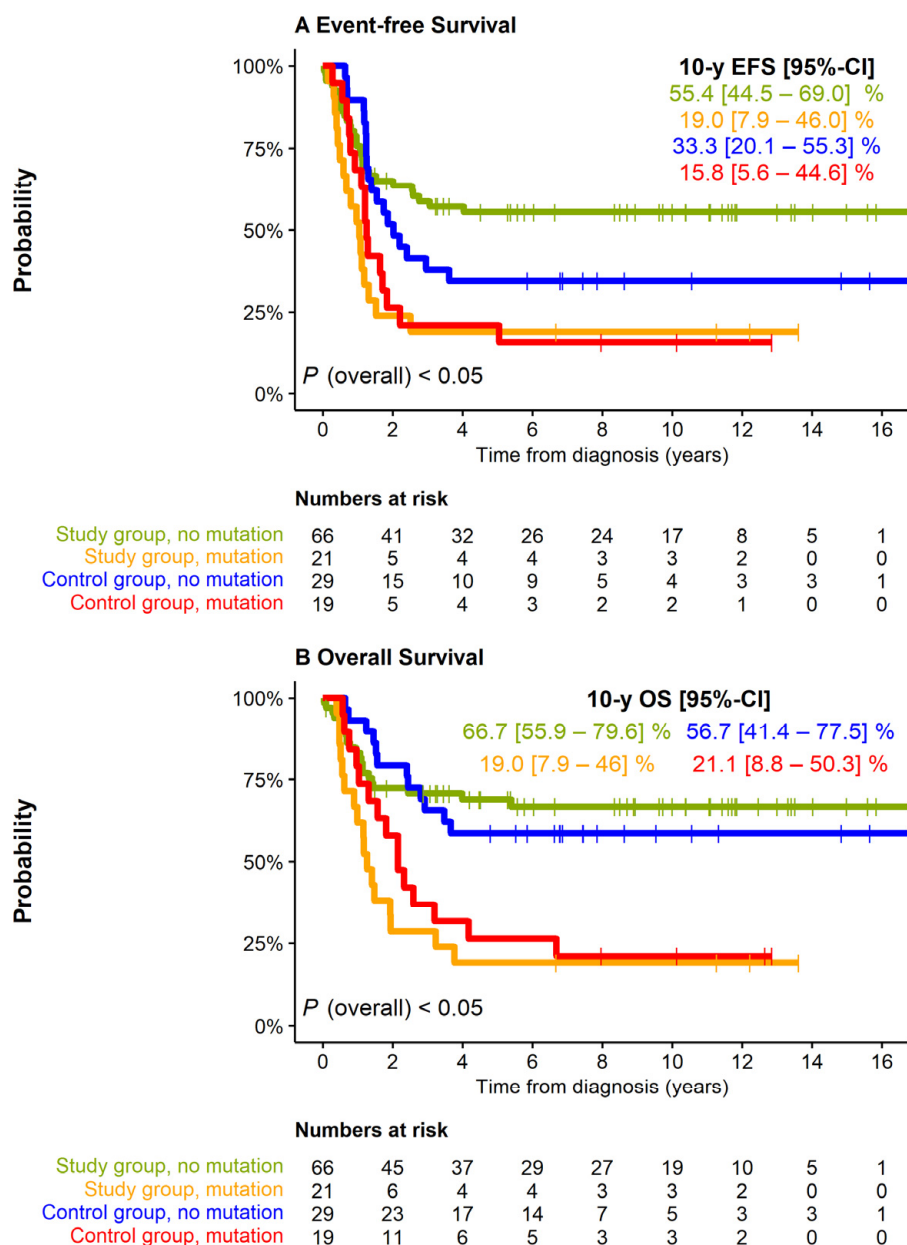 A Event-free Survival
10-y EFS [95%-CI]
55.4 [44.5 – 69.0] %
19.0 [7.9 – 46.0] %
33.3 [20.1 – 55.3] %
15.8 [5.6 – 44.6] %
Probability
100%
75%
50%
25%
0%
P (overall) < 0.05
0 2 4 6 8 10 12 14 16
Time from diagnosis (years)
Numbers at risk
Study group, no mutation 66 41 32 26 24 17 8 5 1
Study group, mutation 21 5 4 4 3 3 2 0 0
Control group, no mutation 29 15 10 9 5 4 3 3 1
Control group, mutation 19 5 4 3 2 2 1 0 0
B Overall Survival
10-y OS [95%-CI]
66.7 [55.9 – 79.6] % 56.7 [41.4 – 77.5] %
19.0 [7.9 – 46] % 21.1 [8.8 – 50.3] %
Probability
100%
75%
50%
25%
0%
P (overall) < 0.05
0 2 4 6 8 10 12 14 16
Time from diagnosis (years)
Numbers at risk
Study group, no mutation 66 45 37 29 27 19 10 5 1
Study group, mutation 21 6 4 4 3 3 2 0 0
Control group, no mutation 29 23 17 14 7 5 3 3 1
Control group, mutation 19 11 6 5 3 3 2 0 0